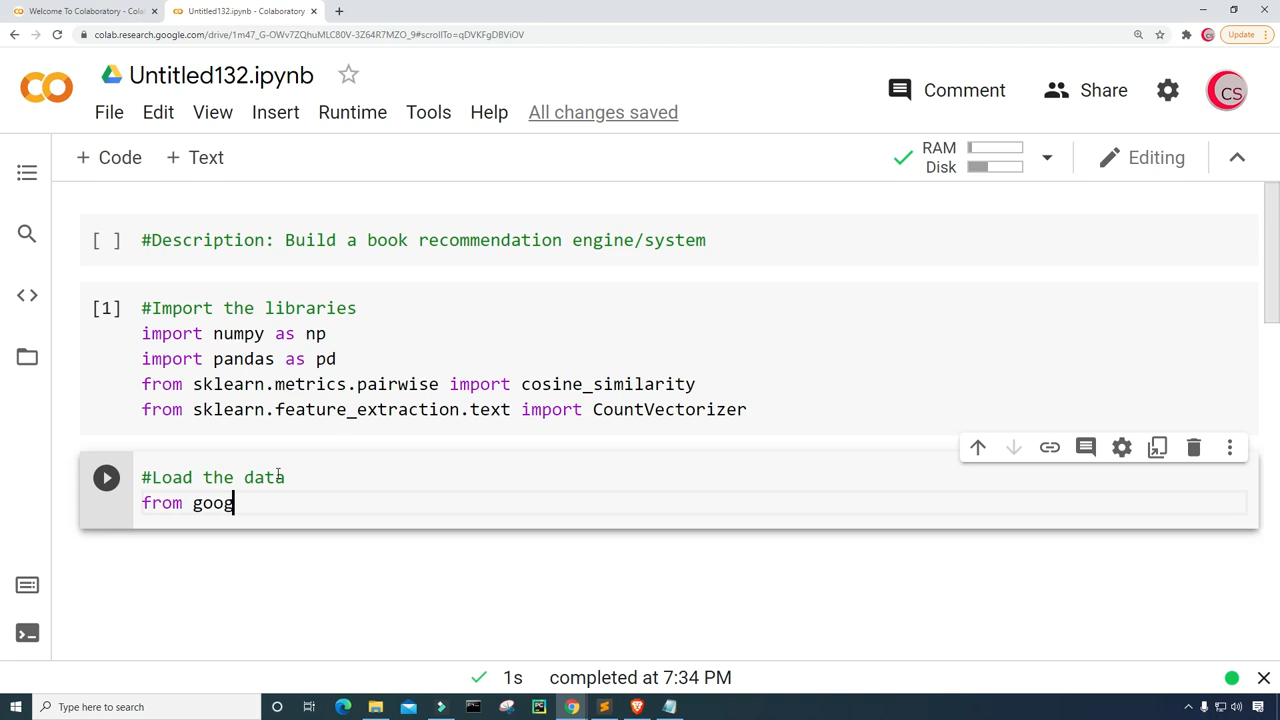 Welcome To Colaboratory - Cola
Untitled132.ipynb - Colaboratory
colab.research.google.com/drive/1m47_G-OWv7ZQhuMLC80V-3Z64R7MZO_9#scrollTo=qDVKFgDBViOV
Update
Untitled132.ipynb
Comment
Share
CS
File Edit View Insert Runtime Tools Help All changes saved
+ Code + Text
RAM
Disk
Editing
[ ] #Description: Build a book recommendation engine/system
[1] #Import the libraries
import numpy as np
import pandas as pd
from sklearn.metrics.pairwise import cosine_similarity
from sklearn.feature_extraction.text import CountVectorizer
#Load the data
from goog
1s completed at 7:34 PM
Type here to search